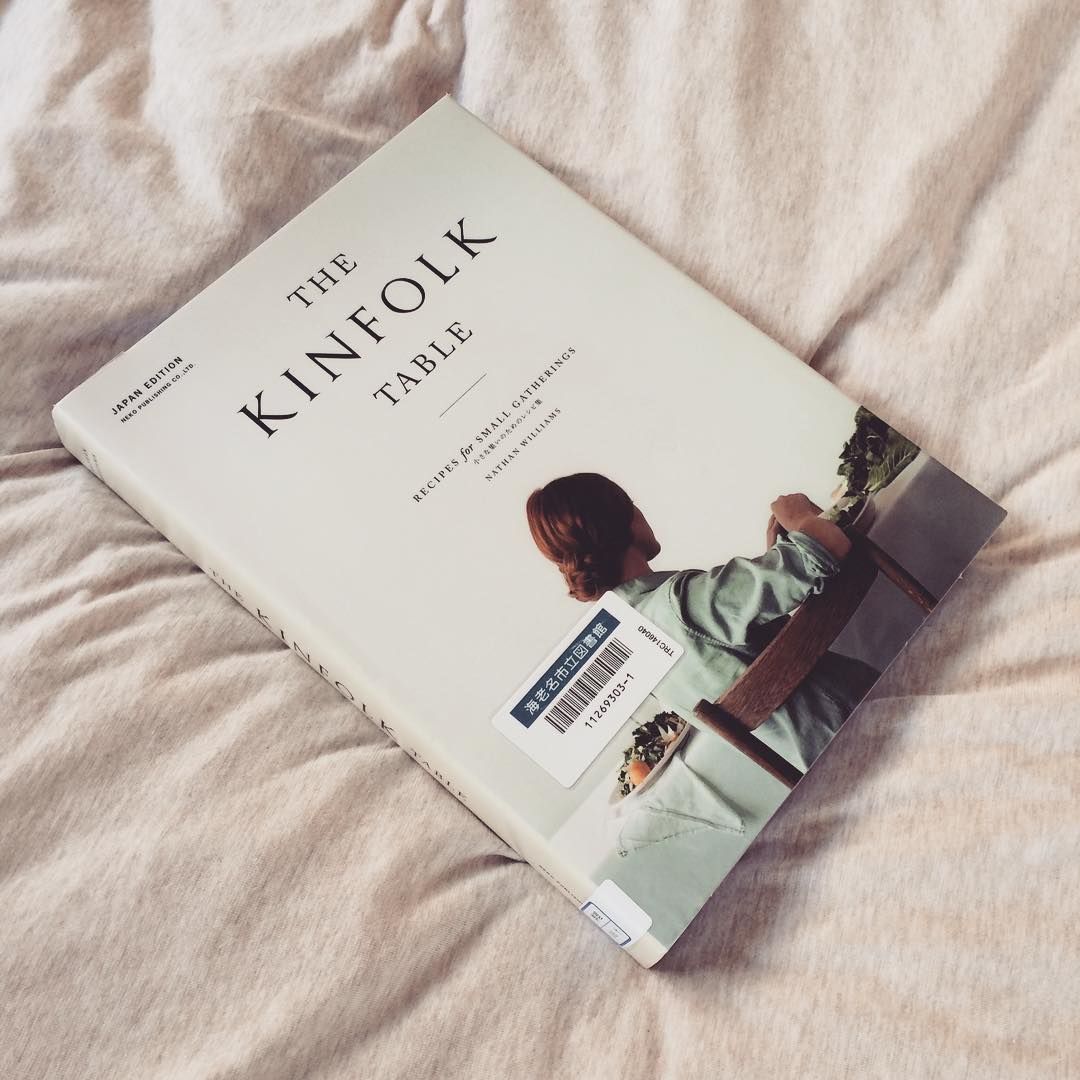 JAPAN EDITION
NEKO PUBLISHING CO.,LTD.
THE
KINFOLK
TABLE
RECIPES for SMALL GATHERINGS
小さな集いのためのレシピ集
NATHAN WILLIAMS
海老名市立図書館
TRC146040
11269303-1
THE KINFOLK TABLE